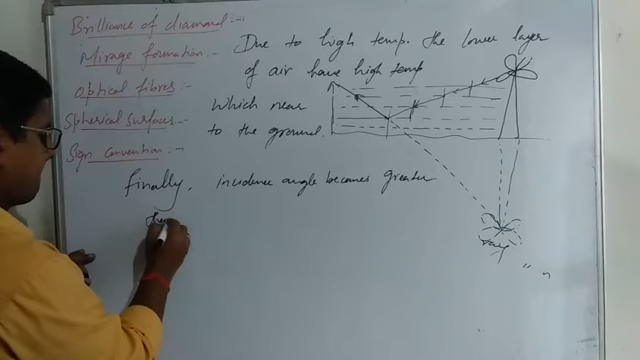 Brilliance of diamond :-
Mirage formation :-
Optical fibres :-
Spherical surfaces :-
Sign convention :-
Due to high temp. the lower layer
of air have high temp
which near
to the ground.
Finally, incidence angle becomes greater